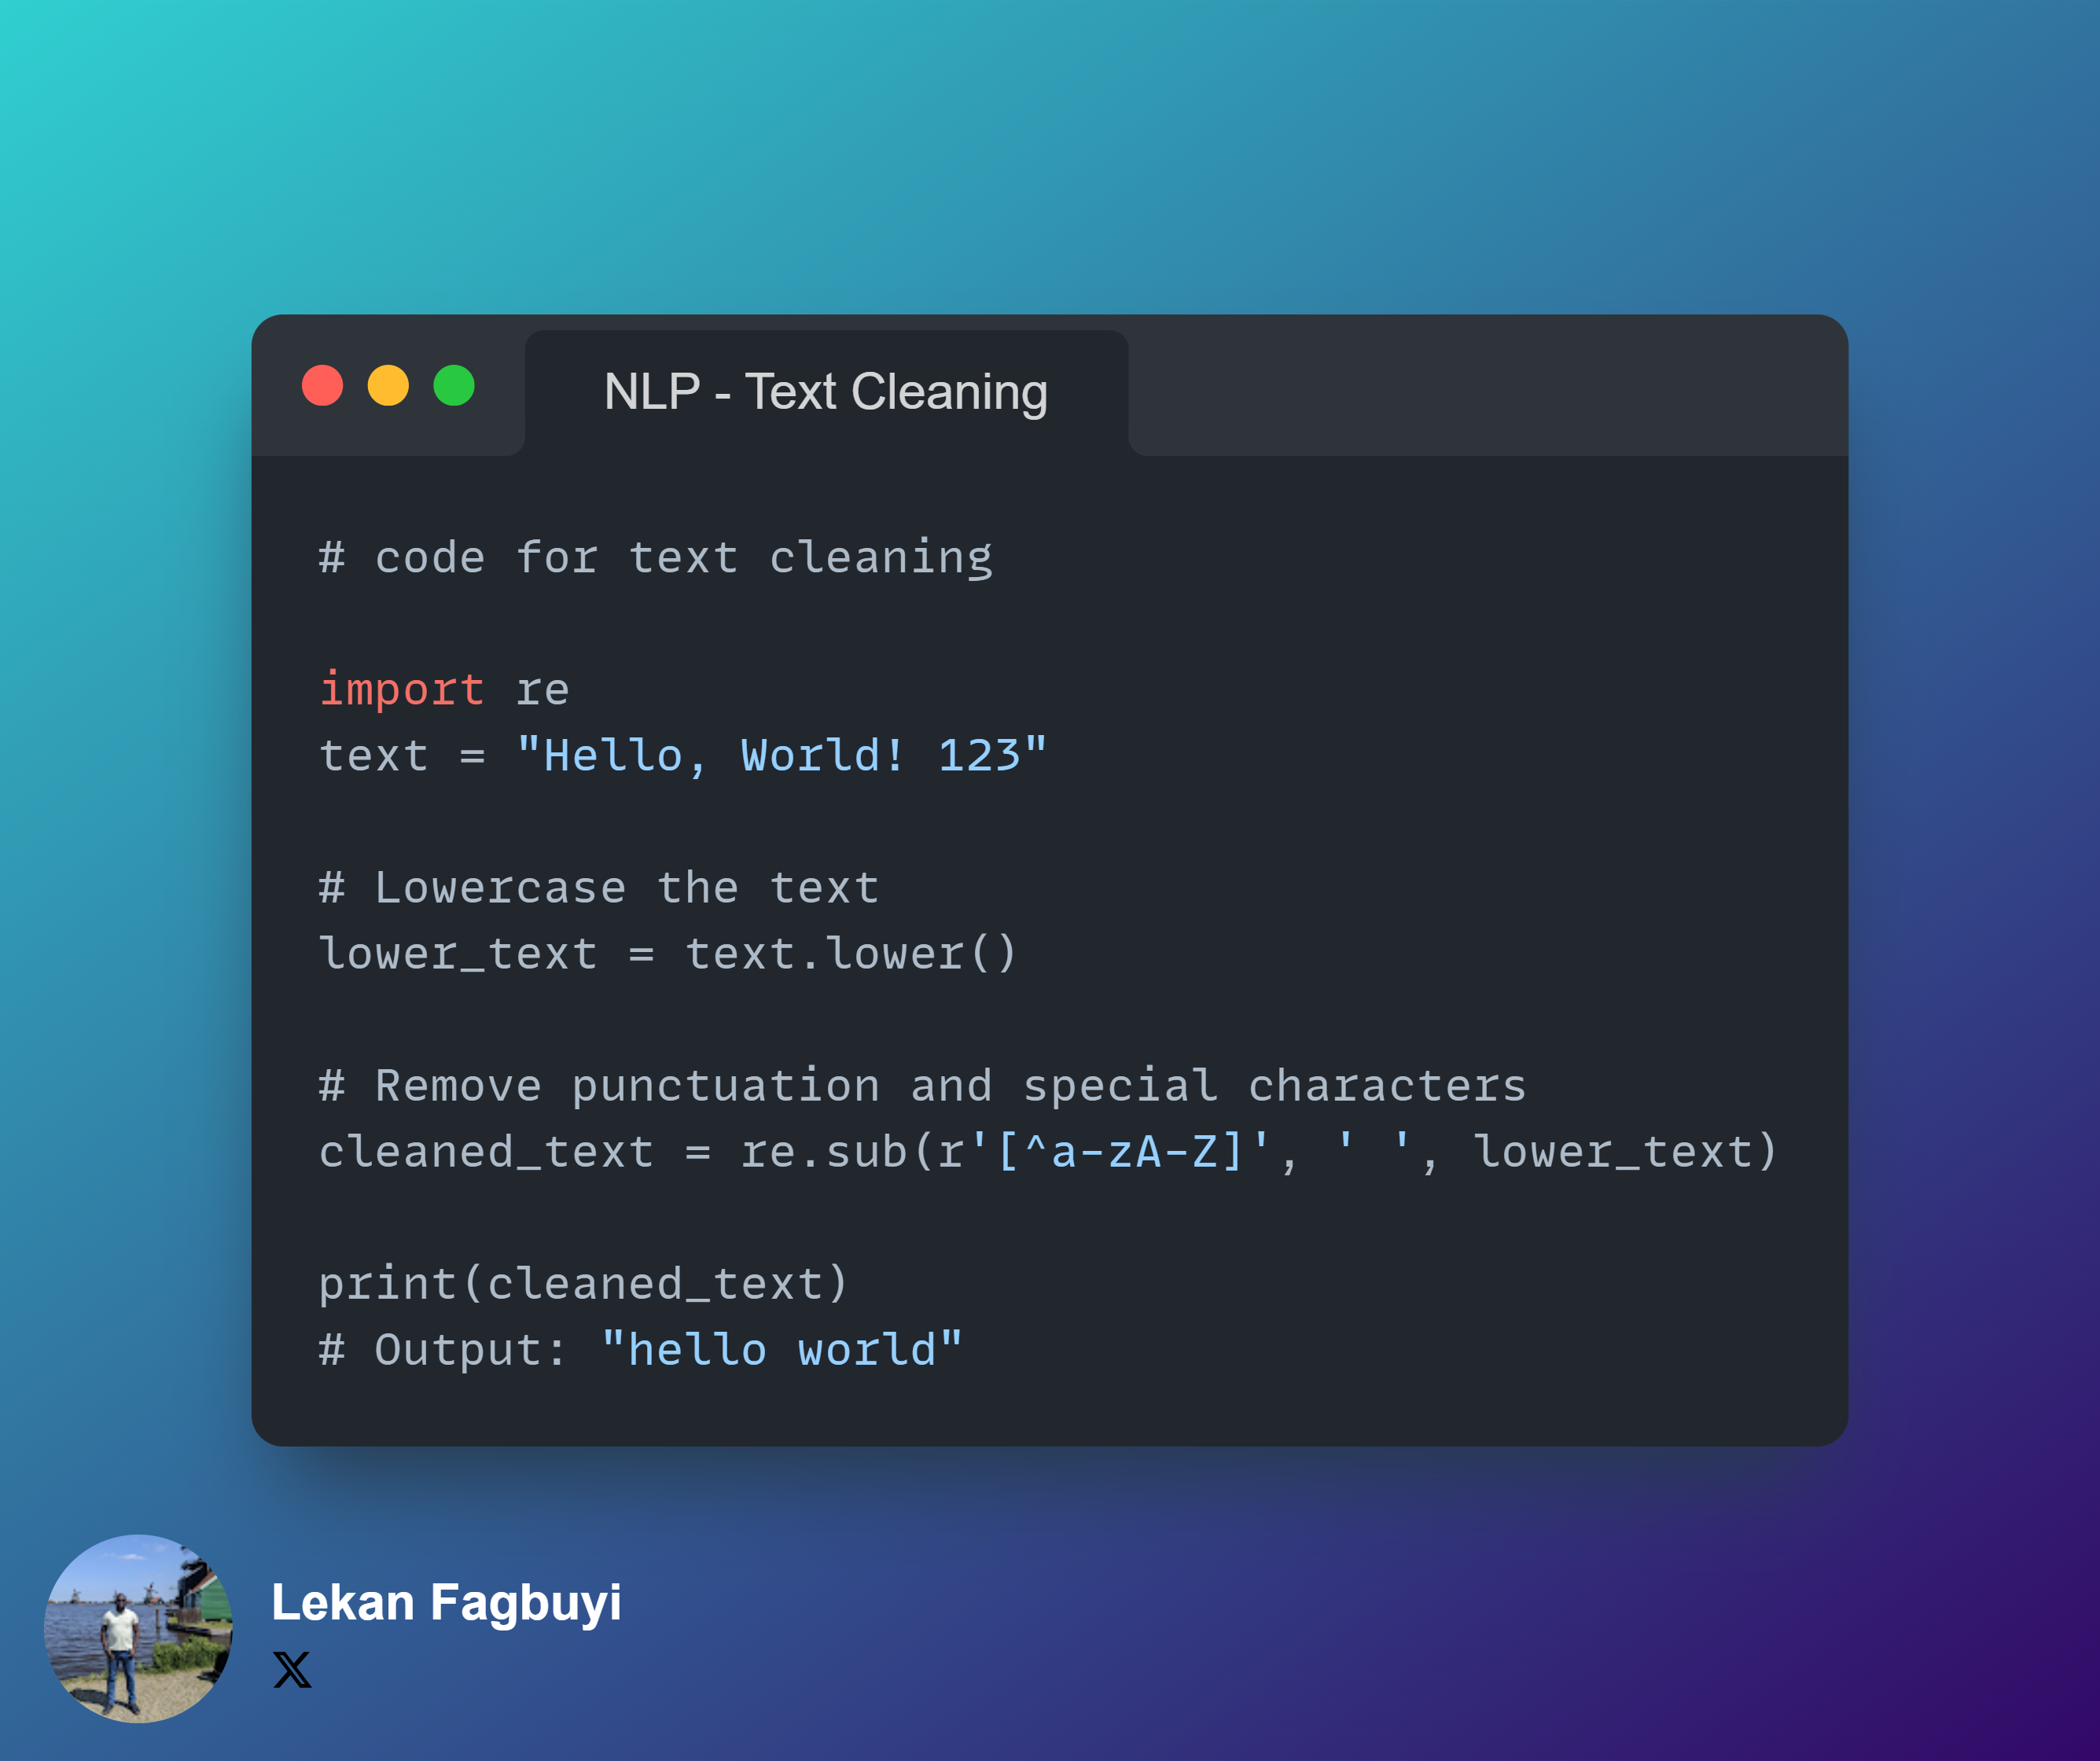 NLP - Text Cleaning
# code for text cleaning
import re
text = "Hello, World! 123"
# Lowercase the text
lower_text = text.lower()
# Remove punctuation and special characters
cleaned_text = re.sub(r'[^a-zA-Z]', ' ', lower_text)
print(cleaned_text)
# Output: "hello world"
Lekan Fagbuyi